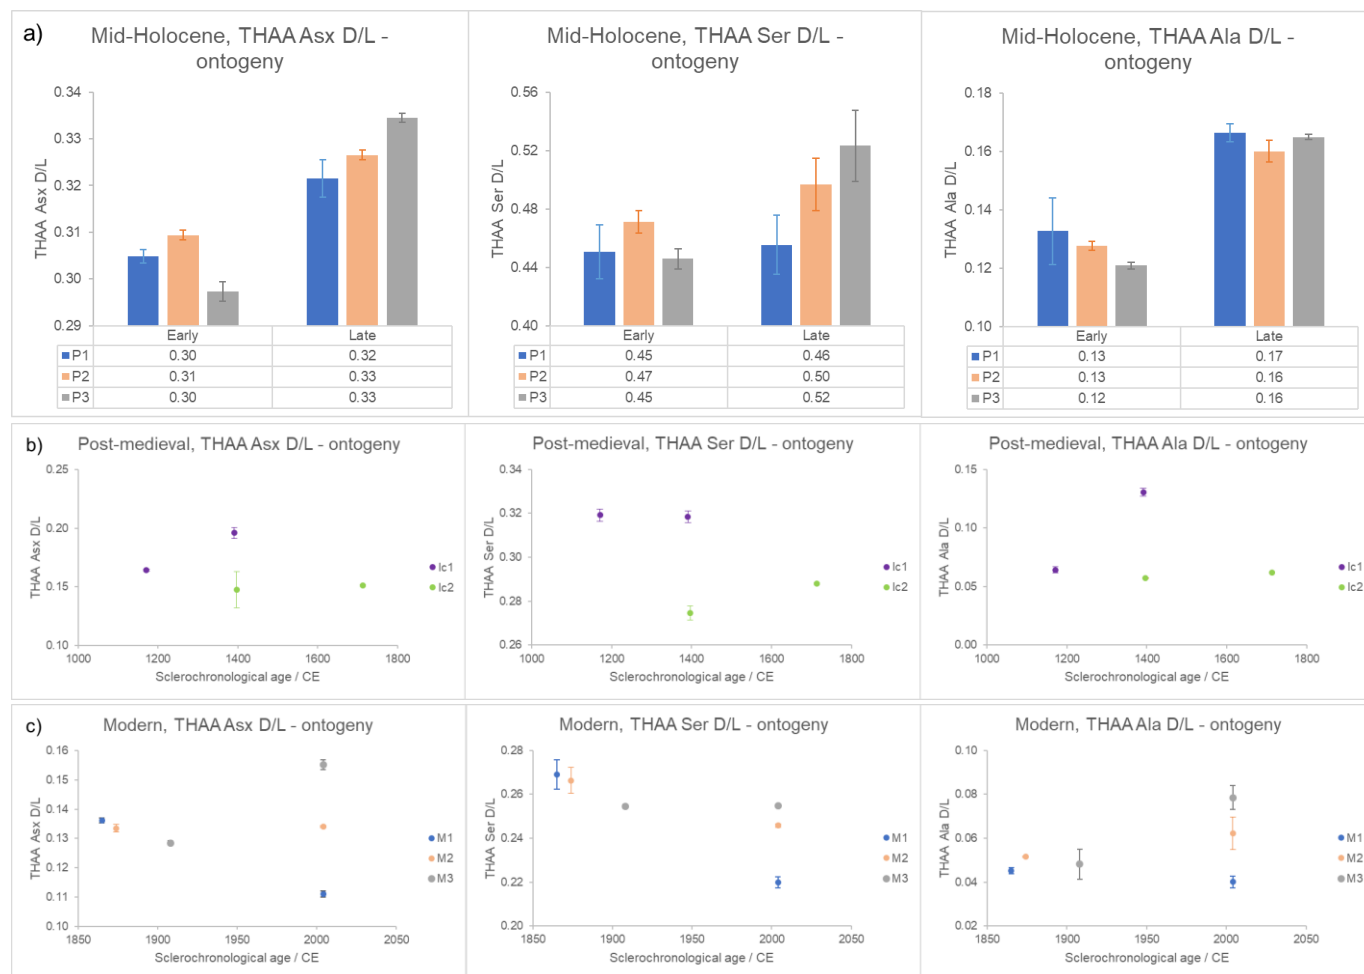 a)
Mid-Holocene, THAA Asx D/L -
ontogeny
THAA Asx D/L
0.34
0.33
0.32
0.31
0.30
0.29
Early Late
P1 0.30 0.32
P2 0.31 0.33
P3 0.30 0.33
Mid-Holocene, THAA Ser D/L -
ontogeny
THAA Ser D/L
0.56
0.52
0.48
0.44
0.40
Early Late
P1 0.45 0.46
P2 0.47 0.50
P3 0.45 0.52
Mid-Holocene, THAA Ala D/L -
ontogeny
THAA Ala D/L
0.18
0.16
0.14
0.12
0.10
Early Late
P1 0.13 0.17
P2 0.13 0.16
P3 0.12 0.16
b)
Post-medieval, THAA Asx D/L - ontogeny
THAA Asx D/L
0.25
0.20
0.15
0.10
1000 1200 1400 1600 1800
Sclerochronological age / CE
Ic1
Ic2
Post-medieval, THAA Ser D/L - ontogeny
THAA Ser D/L
0.34
0.32
0.30
0.28
0.26
1000 1200 1400 1600 1800
Sclerochronological age / CE
Ic1
Ic2
Post-medieval, THAA Ala D/L - ontogeny
THAA Ala D/L
0.15
0.10
0.05
0.00
1000 1200 1400 1600 1800
Sclerochronological age / CE
Ic1
Ic2
c)
Modern, THAA Asx D/L - ontogeny
THAA Asx D/L
0.16
0.15
0.14
0.13
0.12
0.11
0.10
1850 1900 1950 2000 2050
Sclerochronological age / CE
M1
M2
M3
Modern, THAA Ser D/L - ontogeny
THAA Ser D/L
0.28
0.26
0.24
0.22
0.20
1850 1900 1950 2000 2050
Sclerochronological age / CE
M1
M2
M3
Modern, THAA Ala D/L - ontogeny
THAA Ala D/L
0.10
0.08
0.06
0.04
0.02
1850 1900 1950 2000 2050
Sclerochronological age / CE
M1
M2
M3